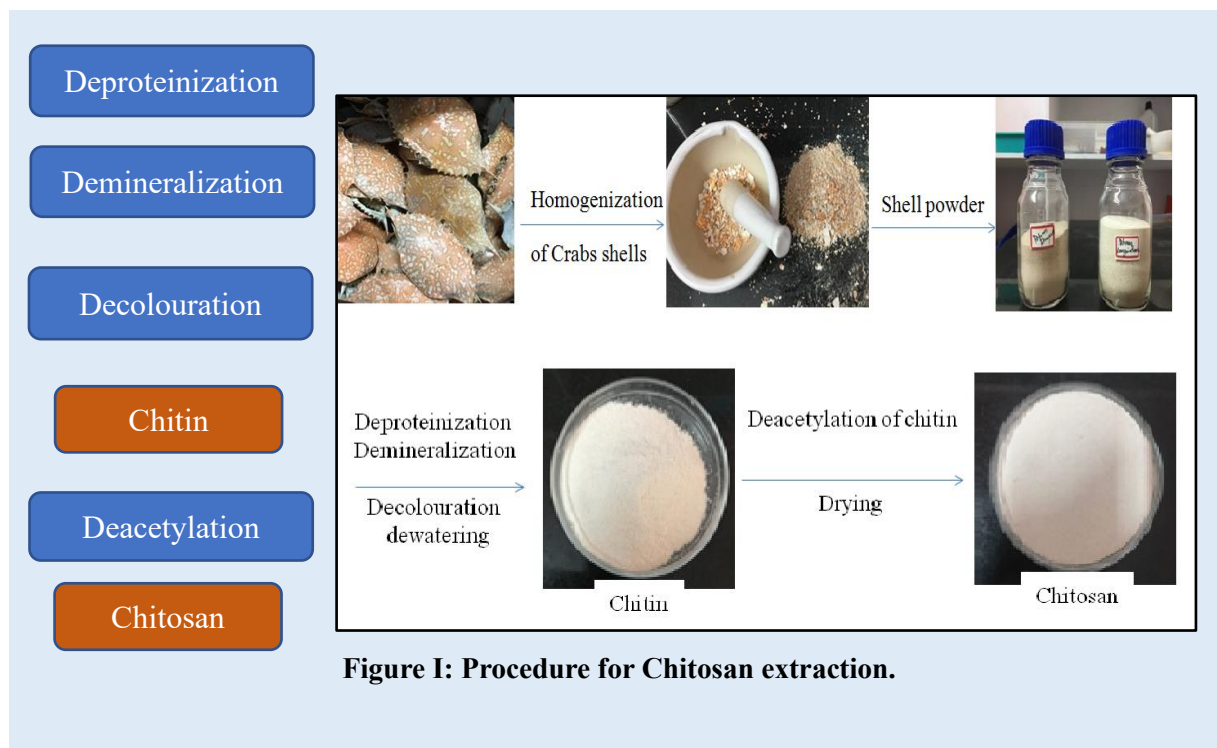 Deproteinization
Demineralization
Decolouration
Chitin
Deacetylation
Chitosan
Homogenization
of Crabs shells
Shell powder
Deproteinization
Demineralization
Decolouration
dewatering
Chitin
Deacetylation of chitin
Drying
Chitosan
Figure I: Procedure for Chitosan extraction.